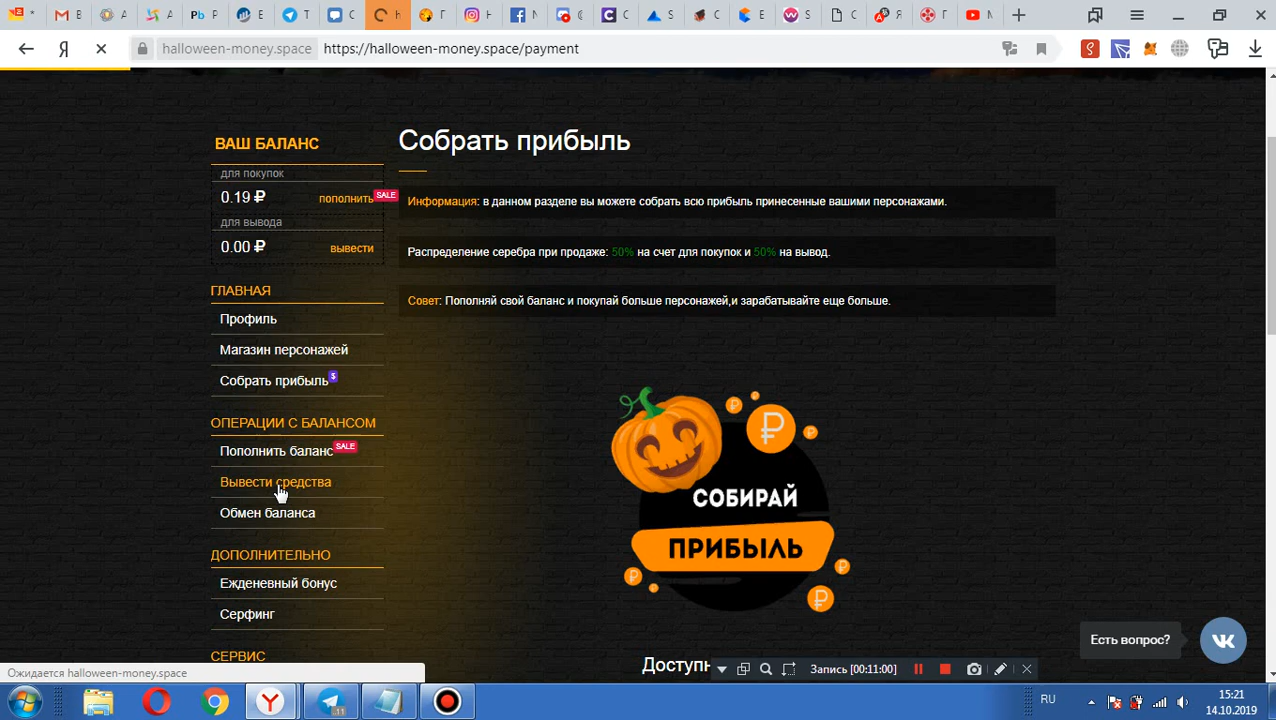 halloween-money.space
https://halloween-money.space/payment
ВАШ БАЛАНС
для покупок
0.19 ₽
пополнить
SALE
для вывода
0.00 ₽
вывести
ГЛАВНАЯ
Профиль
Магазин персонажей
Собрать прибыль
$
ОПЕРАЦИИ С БАЛАНСОМ
Пополнить баланс
SALE
Вывести средства
Обмен баланса
ДОПОЛНИТЕЛЬНО
Ежденевный бонус
Серфинг
СЕРВИС
Собрать прибыль
Информация: в данном разделе вы можете собрать всю прибыль принесенные вашими персонажами.
Распределение серебра при продаже: 50% на счет для покупок и 50% на вывод.
Совет: Пополняй свой баланс и покупай больше персонажей,и зарабатывайте еще больше.
СОБИРАЙ
ПРИБЫЛЬ
Есть вопрос?
Запись [00:11:00]
Ожидается halloween-money.space
RU
15:21
14.10.2019